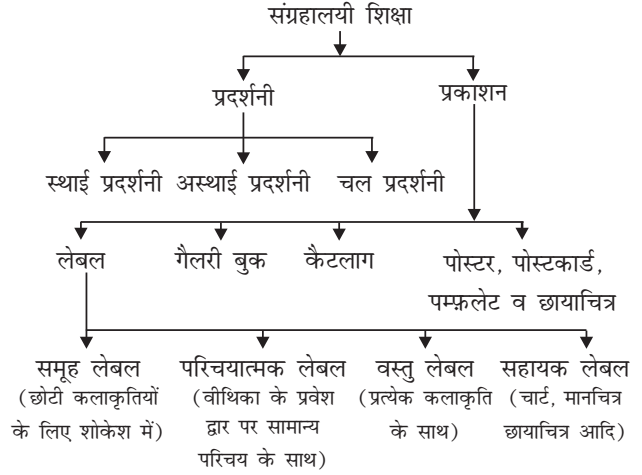 संग्रहालयी शिक्षा
प्रदर्शनी
प्रकाशन
स्थाई प्रदर्शनी
अस्थाई प्रदर्शनी
चल प्रदर्शनी
लेबल
गैलरी बुक
कैटलाग
पोस्टर, पोस्टकार्ड,
पम्फ़लेट व छायाचित्र
समूह लेबल
(छोटी कलाकृतियों
के लिए शोकेश में)
परिचयात्मक लेबल
(वीथिका के प्रवेश
द्वार पर सामान्य
परिचय के साथ)
वस्तु लेबल
(प्रत्येक कलाकृति
के साथ)
सहायक लेबल
(चार्ट, मानचित्र
छायाचित्र आदि)